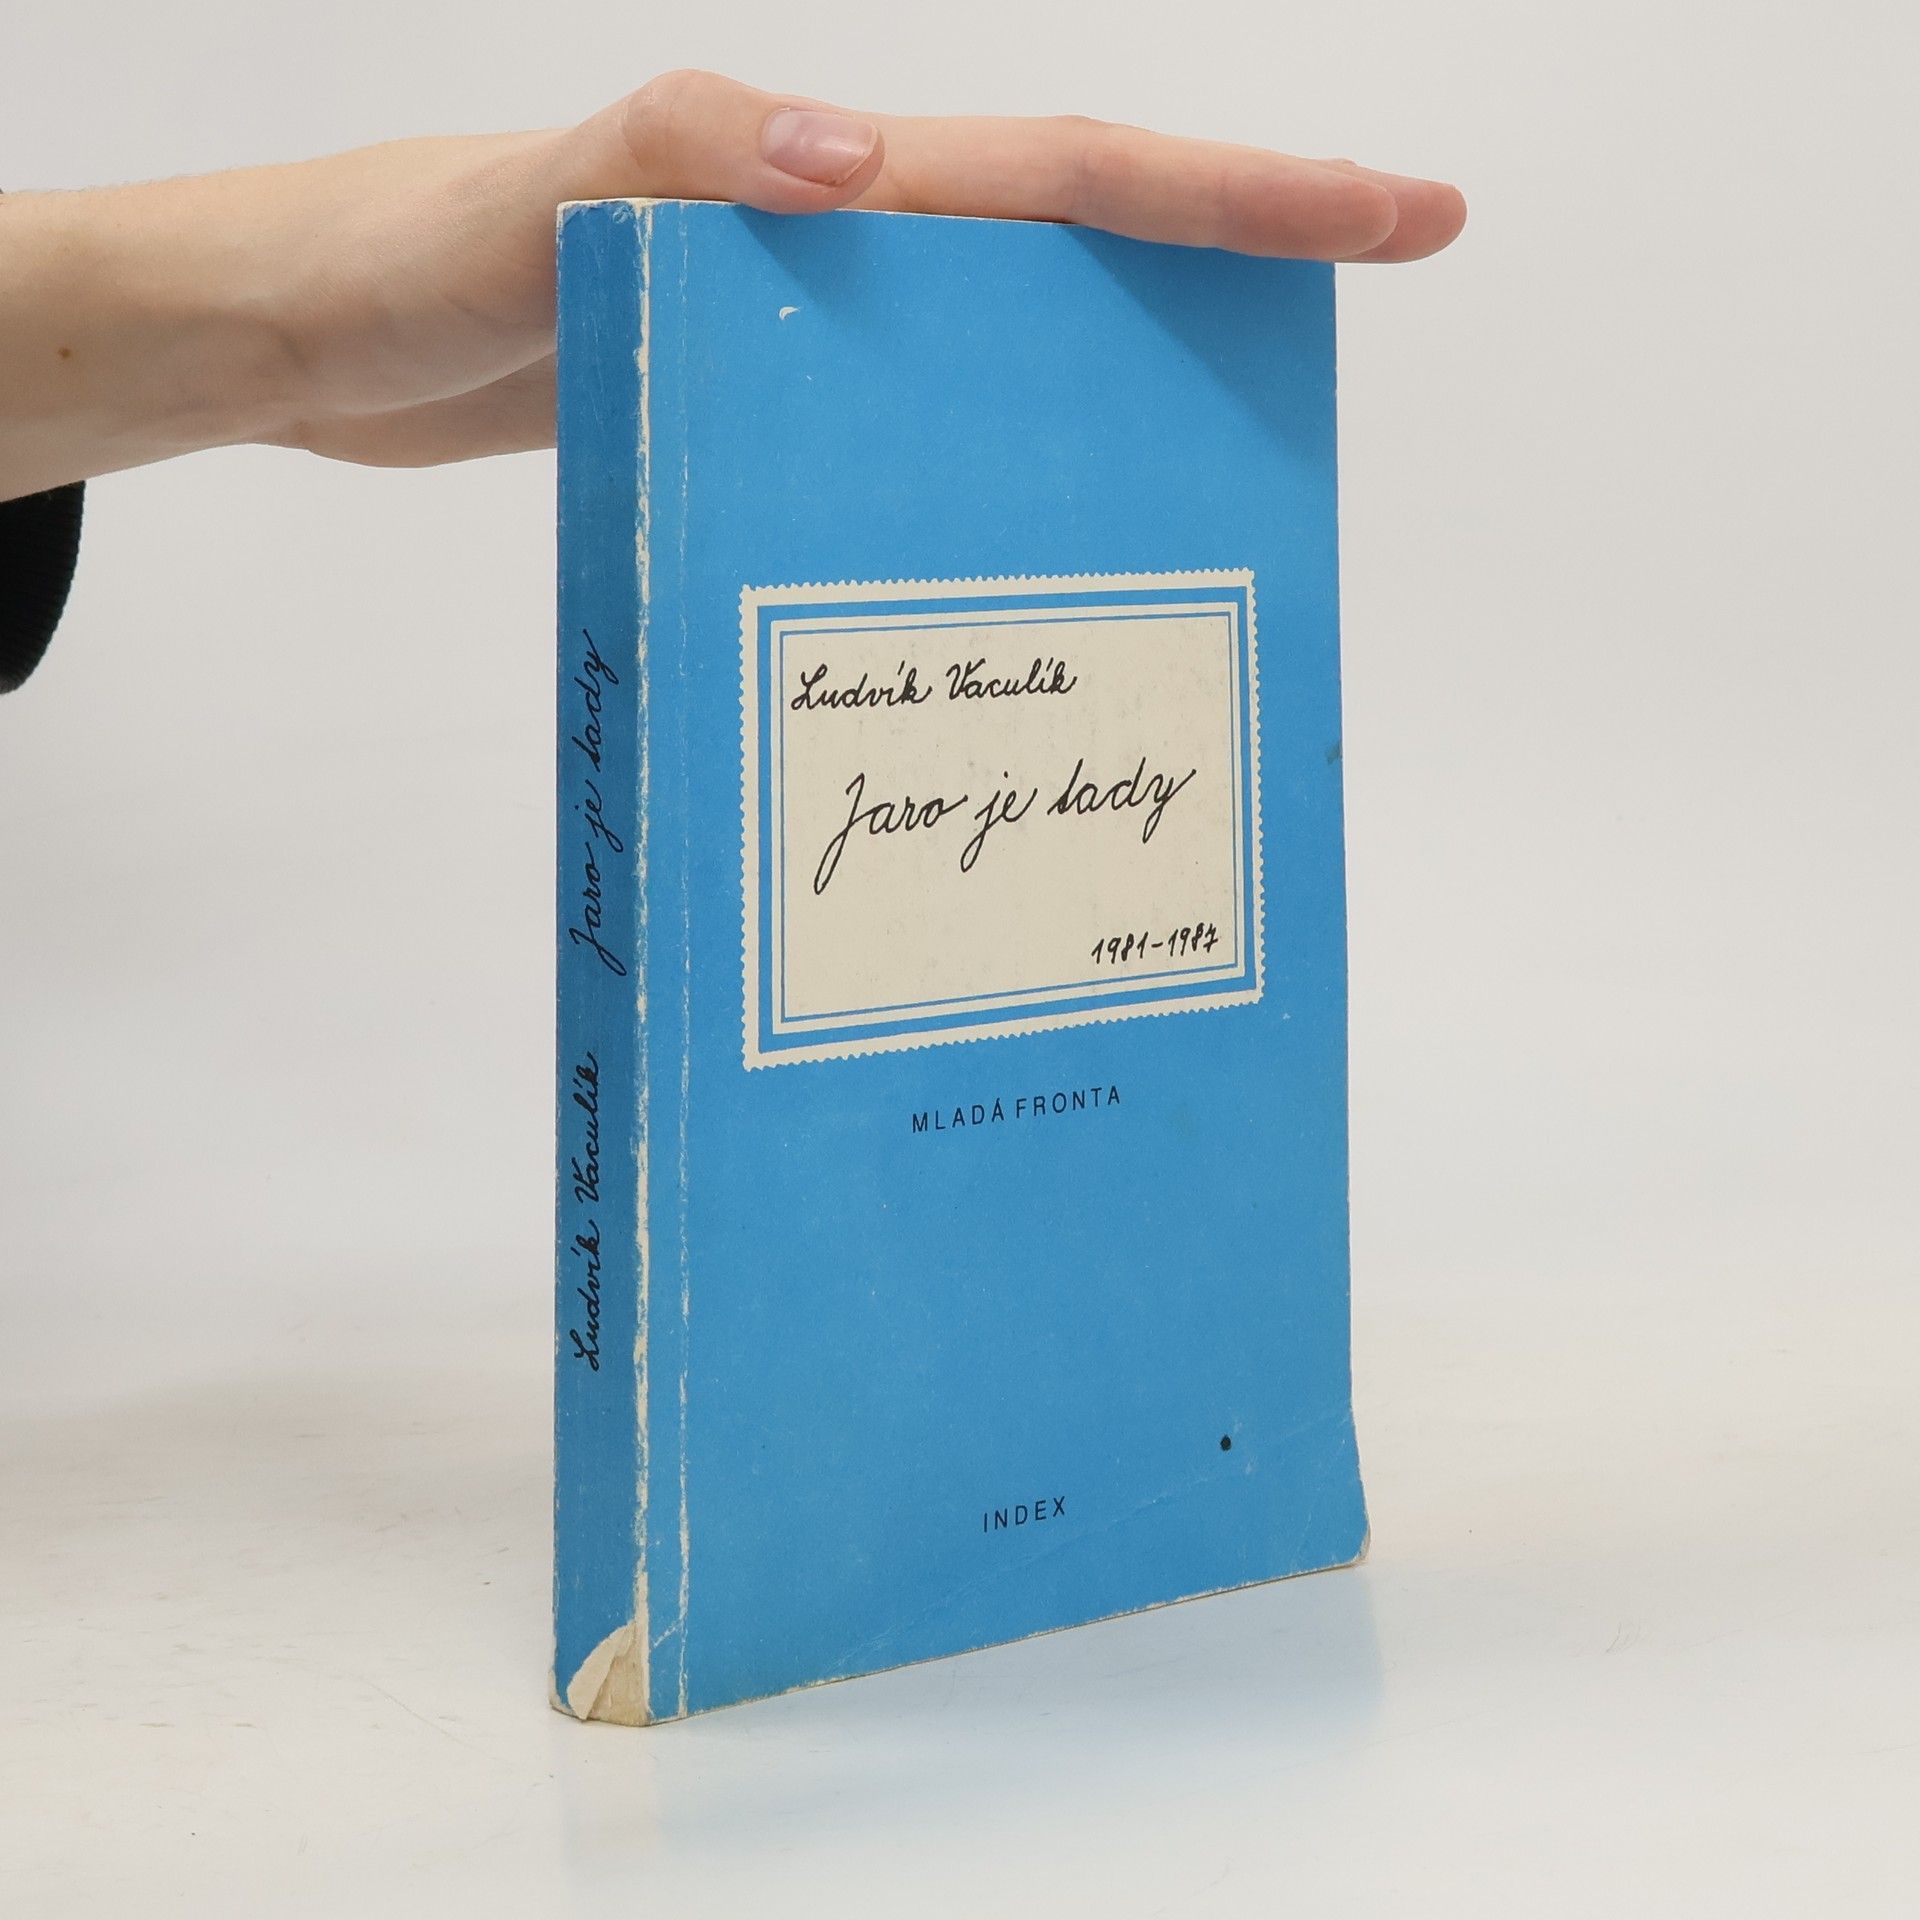 Ludvík Vaculík Jaro je tady
Ludvík Vaculík
Jaro je tady
1981-1987
MLADÁ FRONTA
INDEX